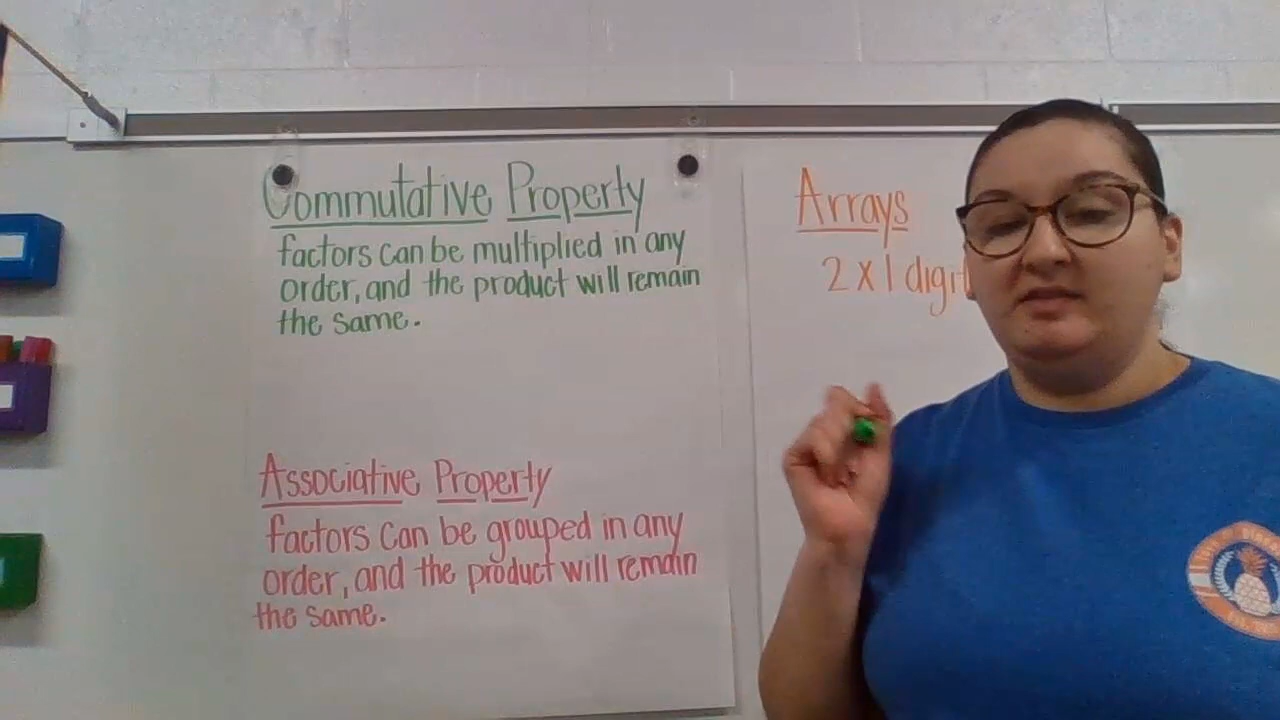 Commutative Property
factors can be multiplied in any
order, and the product will remain
the same.
Associative Property
factors can be grouped in any
order, and the product will remain
the same.
Arrays
2 x 1 digit